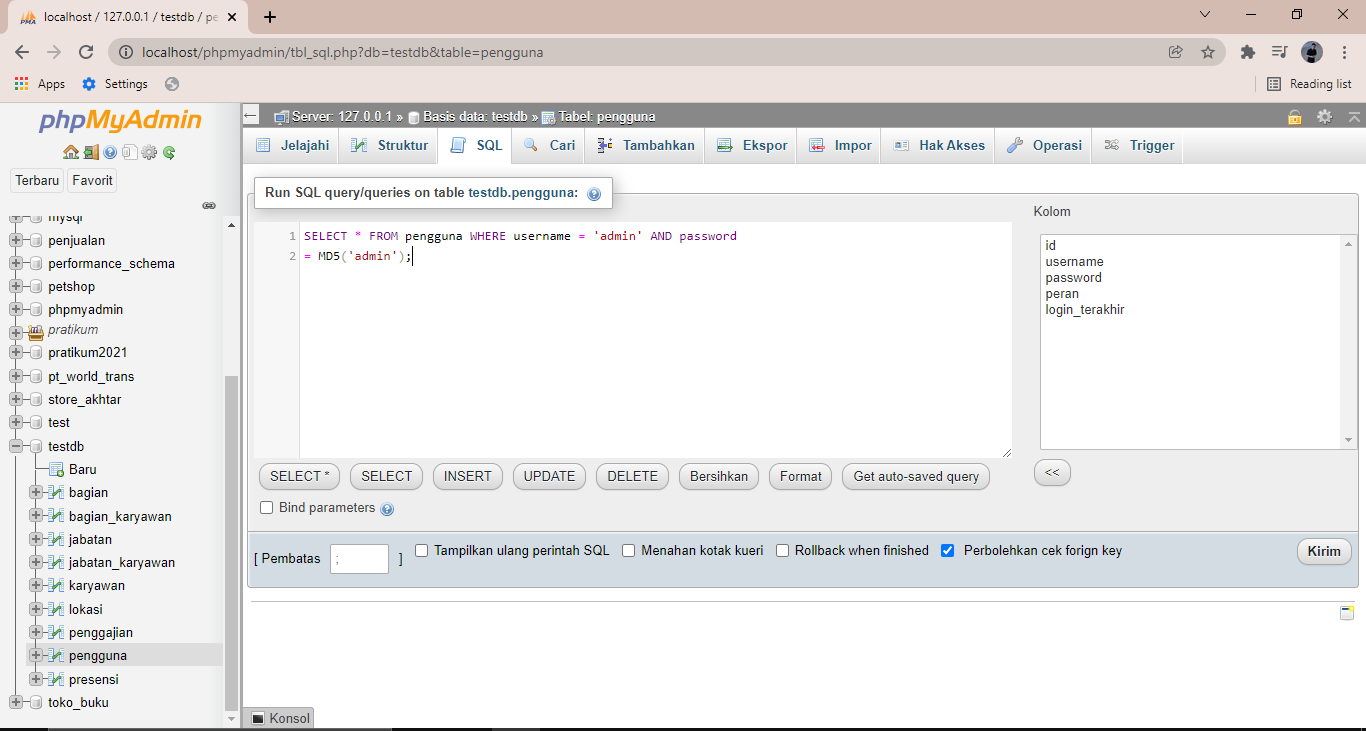 localhost / 127.0.0.1 / testdb / pe
localhost/phpmyadmin/tbl_sql.php?db=testdb&table=pengguna
Apps
Settings
Reading list
phpMyAdmin
Terbaru
Favorit
mysql
penjualan
performance_schema
petshop
phpmyadmin
pratikum
pratikum2021
pt_world_trans
store_akhtar
test
testdb
Baru
bagian
bagian_karyawan
jabatan
jabatan_karyawan
karyawan
lokasi
penggajian
pengguna
presensi
toko_buku
Server: 127.0.0.1 » Basis data: testdb » Tabel: pengguna
Jelajahi
Struktur
SQL
Cari
Tambahkan
Ekspor
Impor
Hak Akses
Operasi
Trigger
Run SQL query/queries on table testdb.pengguna:
1 SELECT * FROM pengguna WHERE username = 'admin' AND password
2 = MD5('admin');
Kolom
id
username
password
peran
login_terakhir
SELECT *
SELECT
INSERT
UPDATE
DELETE
Bersihkan
Format
Get auto-saved query
<<
Bind parameters
[ Pembatas ; ]
Tampilkan ulang perintah SQL
Menahan kotak kueri
Rollback when finished
Perbolehkan cek forign key
Kirim
Konsol